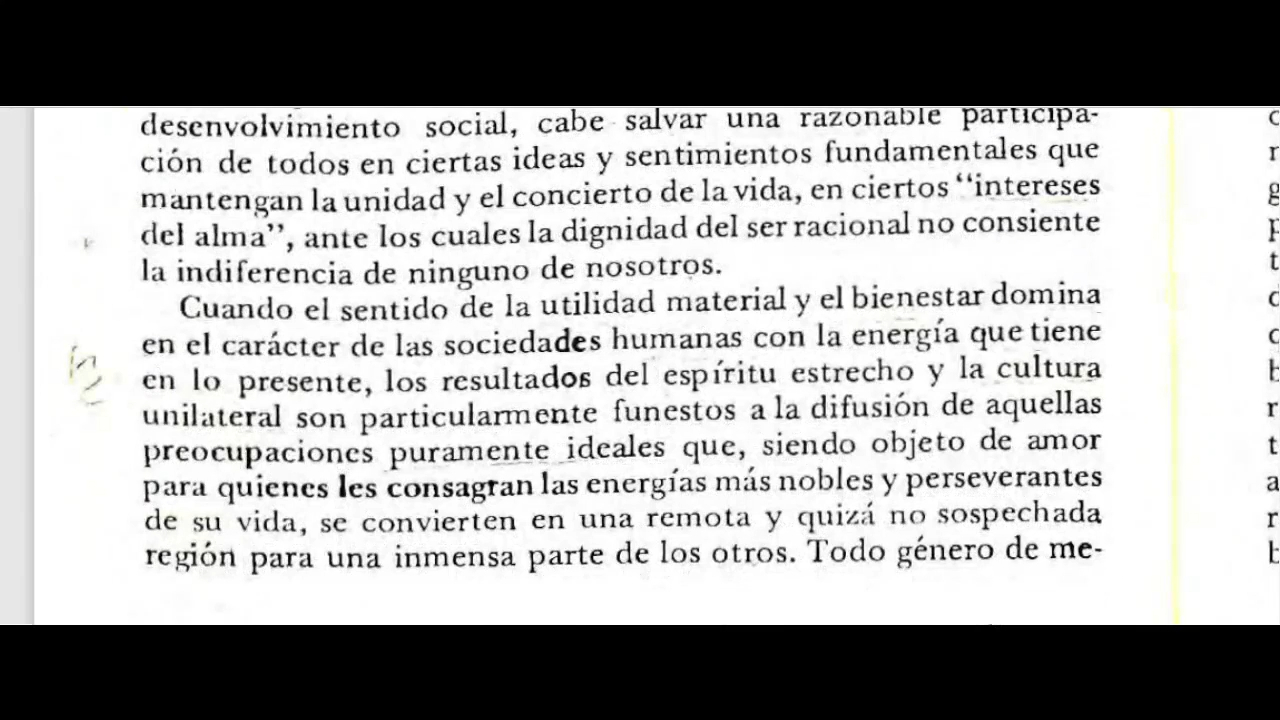 desenvolvimiento social, cabe salvar una razonable participa-
ción de todos en ciertas ideas y sentimientos fundamentales que
mantengan la unidad y el concierto de la vida, en ciertos “intereses
del alma”, ante los cuales la dignidad del ser racional no consiente
la indiferencia de ninguno de nosotros.
Cuando el sentido de la utilidad material y el bienestar domina
en el carácter de las sociedades humanas con la energía que tiene
en lo presente, los resultados del espíritu estrecho y la cultura
unilateral son particularmente funestos a la difusión de aquellas
preocupaciones puramente ideales que, siendo objeto de amor
para quienes les consagran las energías más nobles y perseverantes
de su vida, se convierten en una remota y quizá no sospechada
región para una inmensa parte de los otros. Todo género de me-